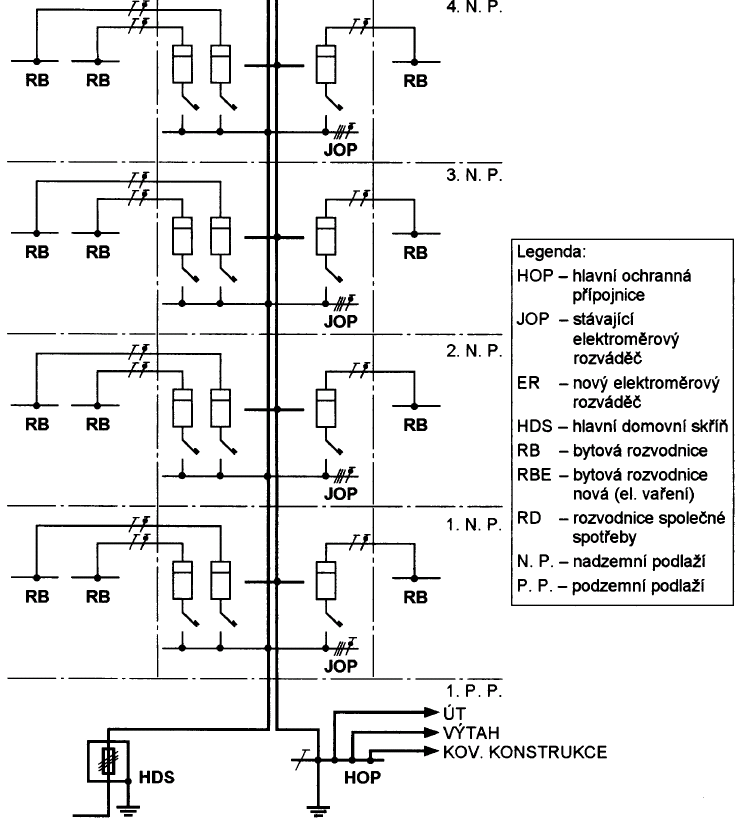 4. N. P.
RB RB RB
JOP
3. N. P.
RB RB RB
JOP
2. N. P.
RB RB RB
JOP
1. N. P.
RB RB RB
JOP
1. P. P.
ÚT
VÝTAH
KOV. KONSTRUKCE
HDS HOP
Legenda:
HOP – hlavní ochranná
přípojnice
JOP – stávající
elektroměrový
rozváděč
ER – nový elektroměrový
rozváděč
HDS – hlavní domovní skříň
RB – bytová rozvodnice
RBE – bytová rozvodnice
nová (el. vaření)
RD – rozvodnice společné
spotřeby
N. P. – nadzemní podlaží
P. P. – podzemní podlaží